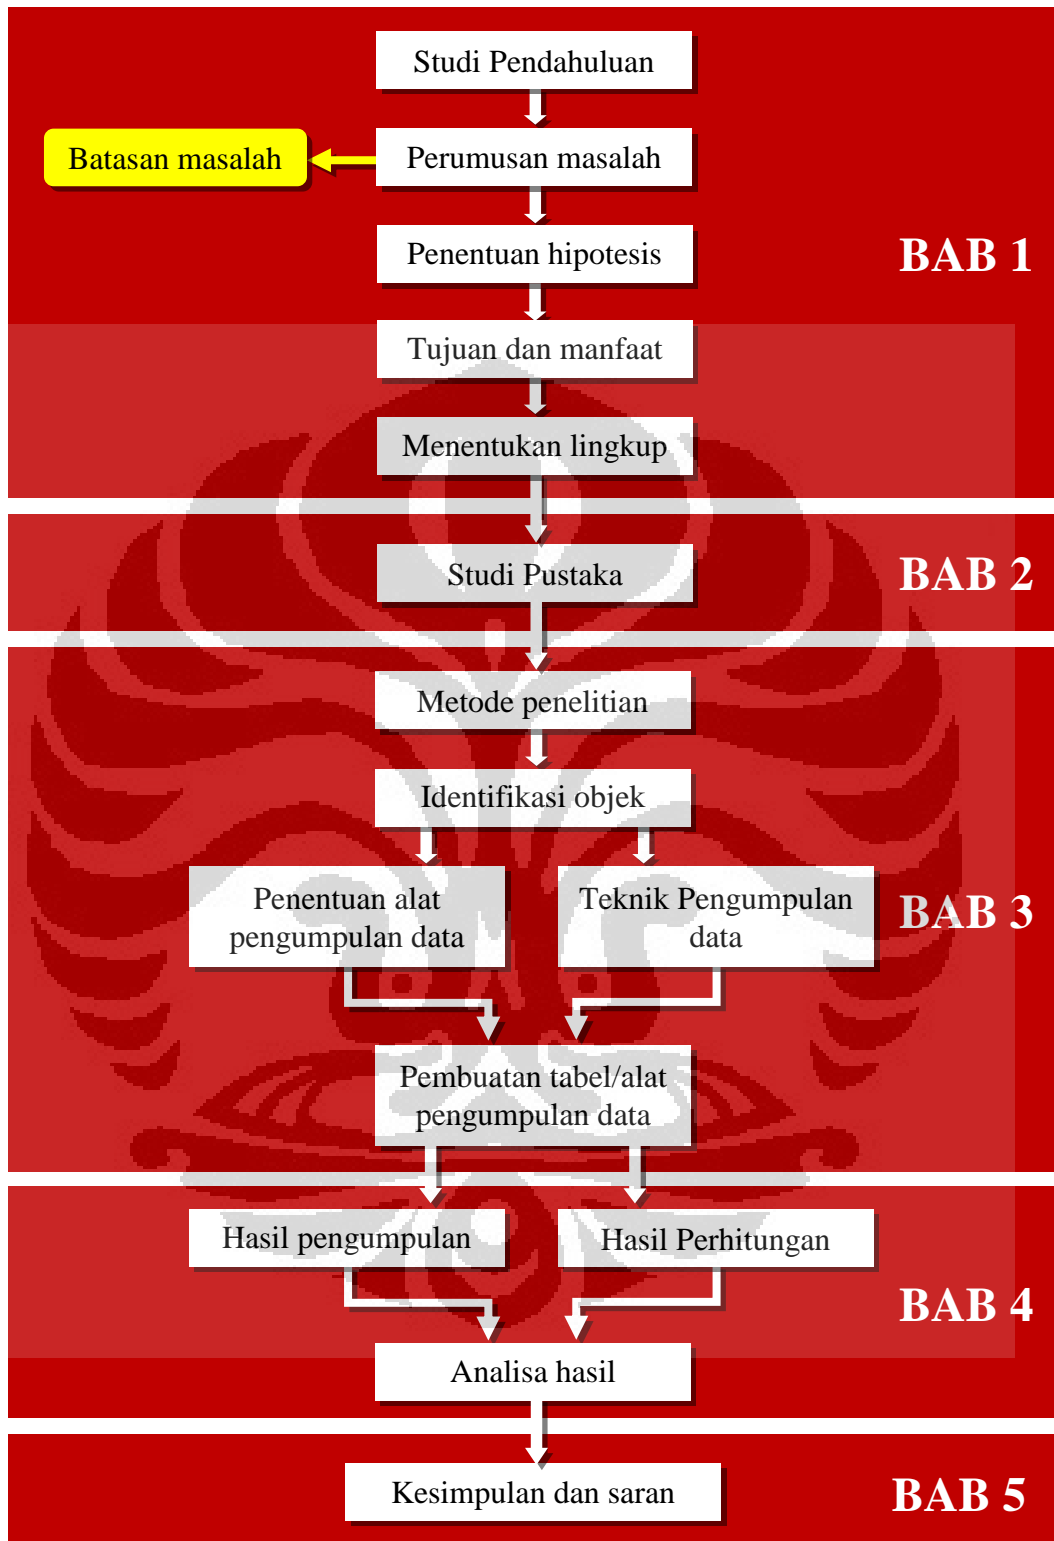 Studi Pendahuluan
Batasan masalah
Perumusan masalah
Penentuan hipotesis
BAB 1
Tujuan dan manfaat
Menentukan lingkup
Studi Pustaka
BAB 2
Metode penelitian
Identifikasi objek
Penentuan alat
pengumpulan data
Teknik Pengumpulan
data
BAB 3
Pembuatan tabel/alat
pengumpulan data
Hasil pengumpulan
Hasil Perhitungan
BAB 4
Analisa hasil
Kesimpulan dan saran
BAB 5